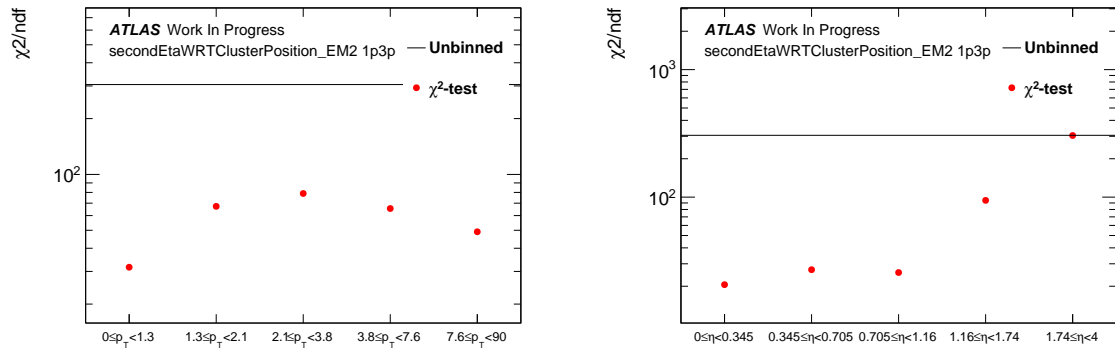 χ2/ndf
ATLAS Work In Progress
secondEtaWRTClusterPosition_EM2 1p3p
Unbinned
χ²-test
10²
0≤p_T<1.3 1.3≤p_T<2.1 2.1≤p_T<3.8 3.8≤p_T<7.6 7.6≤p_T<90
χ2/ndf
ATLAS Work In Progress
secondEtaWRTClusterPosition_EM2 1p3p
Unbinned
χ²-test
10³
10²
0≤η<0.345 0.345≤η<0.705 0.705≤η<1.16 1.16≤η<1.74 1.74≤η<4